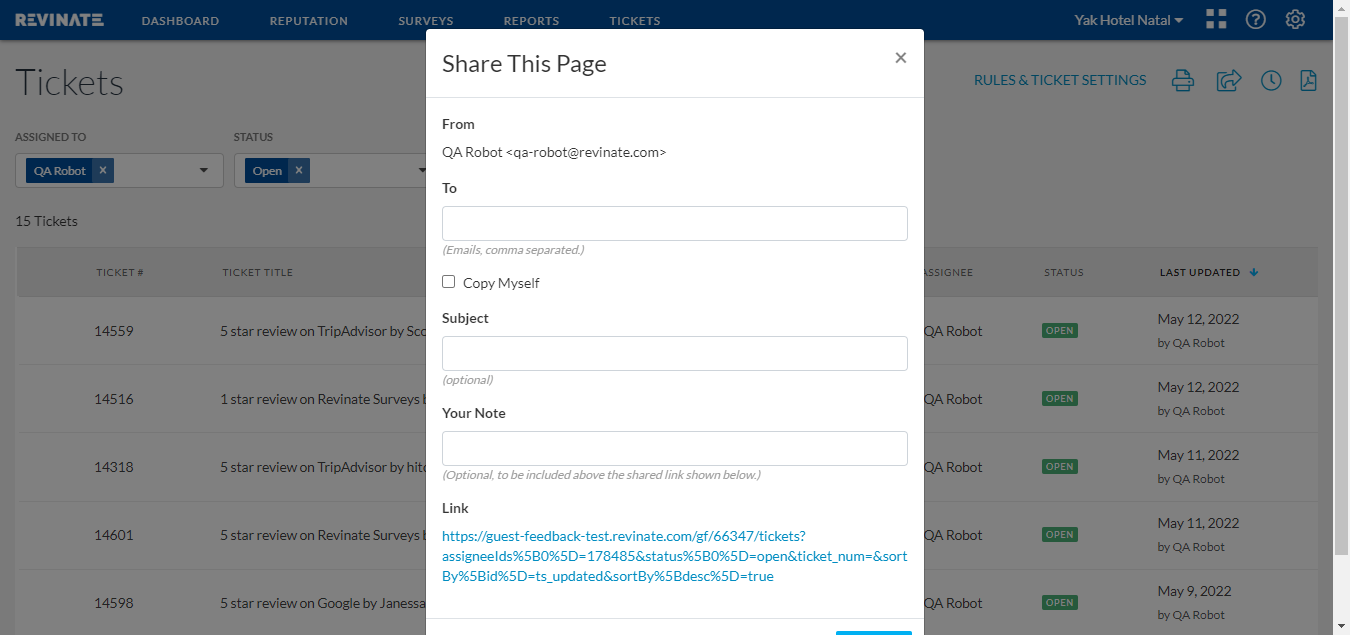 REVINATE
DASHBOARD
REPUTATION
SURVEYS
REPORTS
TICKETS
Yak Hotel Natal
Tickets
RULES & TICKET SETTINGS
ASSIGNED TO
STATUS
QA Robot ×
Open ×
15 Tickets
TICKET #
TICKET TITLE
ASSIGNEE
STATUS
LAST UPDATED
14559
5 star review on TripAdvisor by Sco
QA Robot
OPEN
May 12, 2022
by QA Robot
14516
1 star review on Revinate Surveys
QA Robot
OPEN
May 12, 2022
by QA Robot
14318
5 star review on TripAdvisor by hito
QA Robot
OPEN
May 11, 2022
by QA Robot
14601
5 star review on Revinate Surveys
QA Robot
OPEN
May 11, 2022
by QA Robot
14598
5 star review on Google by Janessa
QA Robot
OPEN
May 9, 2022
by QA Robot
Share This Page
×
From
QA Robot <qa-robot@revinate.com>
To
(Emails, comma separated.)
Copy Myself
Subject
(optional)
Your Note
(Optional, to be included above the shared link shown below.)
Link
https://guest-feedback-test.revinate.com/gf/66347/tickets?
assigneeIds%5B0%5D=178485&status%5B0%5D=open&ticket_num=&sort
By%5Bid%5D=ts_updated&sortBy%5Bdesc%5D=true